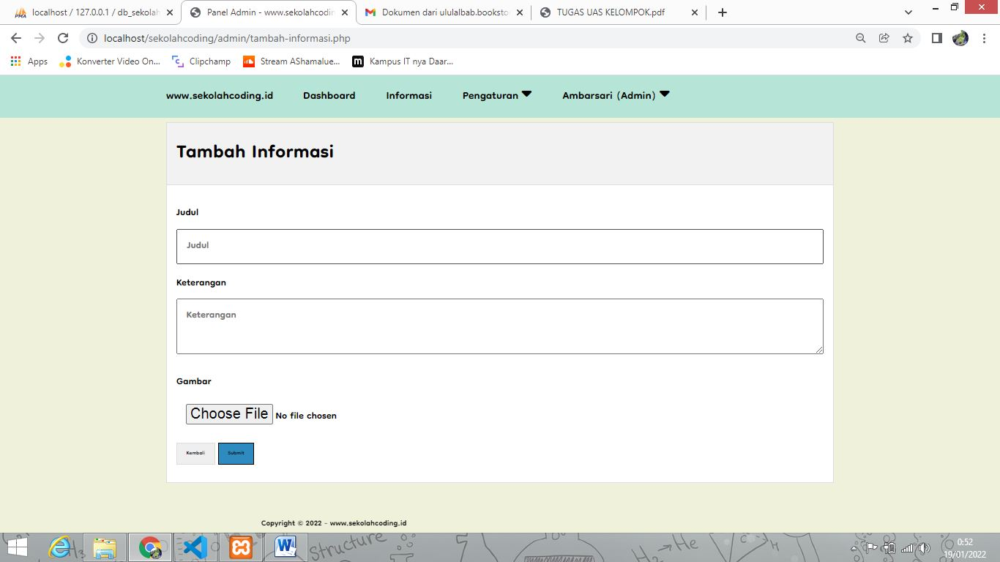 localhost / 127.0.0.1 / db_sekolah
Panel Admin - www.sekolahcodin
Dokumen dari ululalbab.booksto
TUGAS UAS KELOMPOK.pdf
localhost/sekolahcoding/admin/tambah-informasi.php
Apps
Konverter Video On...
Clipchamp
Stream AShamalue...
Kampus IT nya Daar...
www.sekolahcoding.id
Dashboard
Informasi
Pengaturan
Ambarsari (Admin)
Tambah Informasi
Judul
Judul
Keterangan
Keterangan
Gambar
Choose File No file chosen
Kembali
Submit
Copyright © 2022 - www.sekolahcoding.id
structure
H₂→He
0:52
19/01/2022